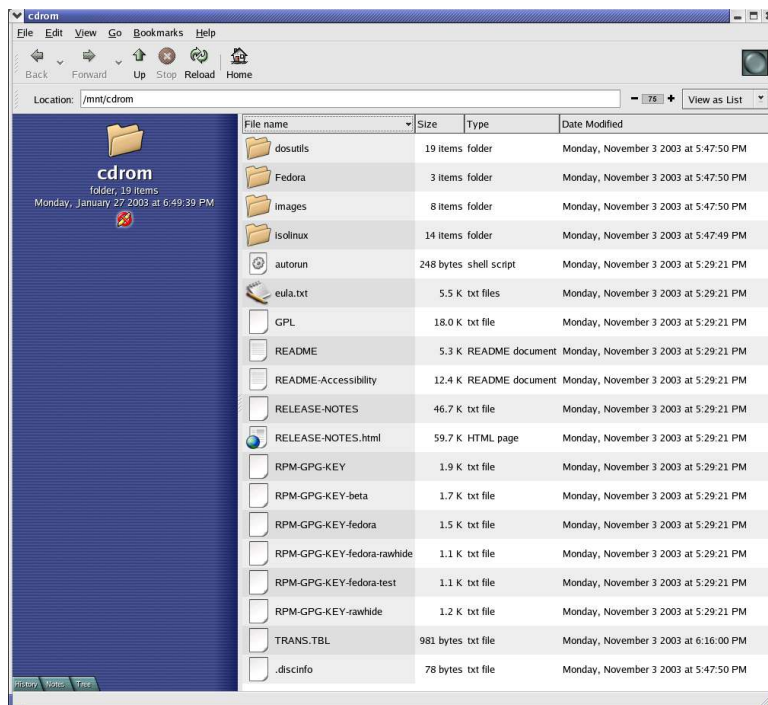 cdrom
File Edit View Go Bookmarks Help
Back Forward Up Stop Reload Home
Location: /mnt/cdrom 75 View as List
cdrom
folder, 19 items
Monday, January 27 2003 at 6:49:39 PM
File name Size Type Date Modified
dosutils 19 items folder Monday, November 3 2003 at 5:47:50 PM
Fedora 3 items folder Monday, November 3 2003 at 5:47:50 PM
images 8 items folder Monday, November 3 2003 at 5:47:50 PM
isolinux 14 items folder Monday, November 3 2003 at 5:47:49 PM
autorun 248 bytes shell script Monday, November 3 2003 at 5:29:21 PM
eula.txt 5.5 K txt files Monday, November 3 2003 at 5:29:21 PM
GPL 18.0 K txt file Monday, November 3 2003 at 5:29:21 PM
README 5.3 K README document Monday, November 3 2003 at 5:29:21 PM
README-Accessibility 12.4 K README document Monday, November 3 2003 at 5:29:21 PM
RELEASE-NOTES 46.7 K txt file Monday, November 3 2003 at 5:29:21 PM
RELEASE-NOTES.html 59.7 K HTML page Monday, November 3 2003 at 5:29:21 PM
RPM-GPG-KEY 1.9 K txt file Monday, November 3 2003 at 5:29:21 PM
RPM-GPG-KEY-beta 1.7 K txt file Monday, November 3 2003 at 5:29:21 PM
RPM-GPG-KEY-fedora 1.5 K txt file Monday, November 3 2003 at 5:29:21 PM
RPM-GPG-KEY-fedora-rawhide 1.1 K txt file Monday, November 3 2003 at 5:29:21 PM
RPM-GPG-KEY-fedora-test 1.1 K txt file Monday, November 3 2003 at 5:29:21 PM
RPM-GPG-KEY-rawhide 1.2 K txt file Monday, November 3 2003 at 5:29:21 PM
TRANS.TBL 981 bytes txt file Monday, November 3 2003 at 6:16:00 PM
.discinfo 78 bytes txt file Monday, November 3 2003 at 5:47:50 PM
History Notes Tree